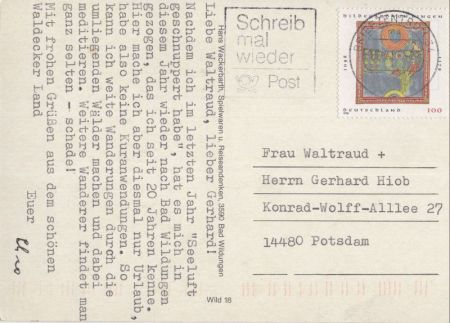 Liebe Waltraud, lieber Gerhard!
Nachdem ich im letzten Jahr "Seeluft
geschnuppert habe", hat es mich in
diesem Jahr wieder nach Bad Wildungen
gezogen, das ich seit 20 Jahren kenne.
Hier mache ich aber diesmal nur Urlaub,
habe also keine Kuranwendungen. So
kann ich weite Wanderungen durch die
umliegenden Wälder machen und dabei
meditieren. Weitere Wanderer findet man
ganz selten - schade!
Mit frohen Grüßen aus dem schönen
Waldecker Land
Euer
Hans Wackerbarth, Spielwaren u. Reiseandenken, 3590 Bad Wildungen
Wild 18
Schreib
mal
wieder
Post
DEUTSCHLAND 100
Frau Waltraud +
Herrn Gerhard Hiob
Konrad-Wolff-Alllee 27
14480 Potsdam